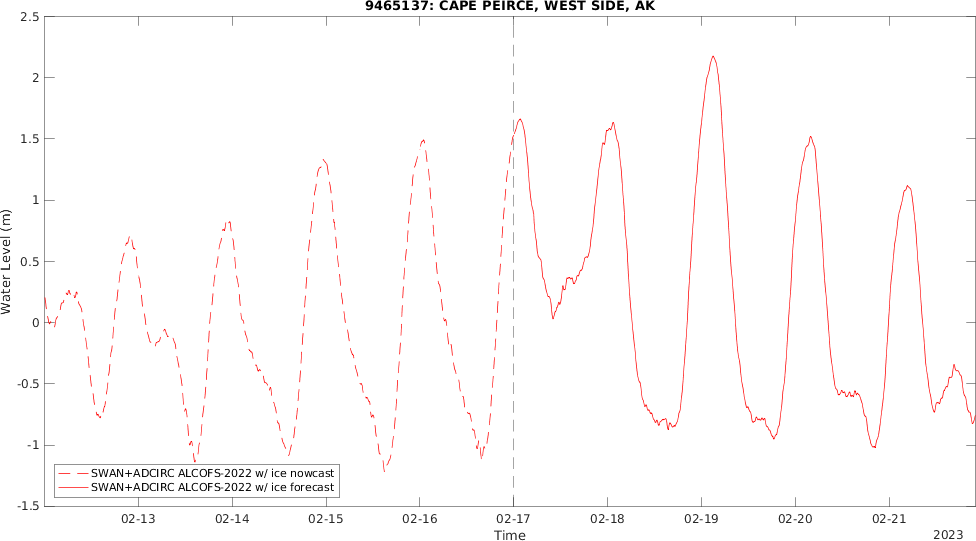 9465137: CAPE PEIRCE, WEST SIDE, AK
2.5
2
1.5
1
0.5
0
-0.5
-1
-1.5
Water Level (m)
SWAN+ADCIRC ALCOFS-2022 w/ ice nowcast
SWAN+ADCIRC ALCOFS-2022 w/ ice forecast
02-13 02-14 02-15 02-16 02-17 02-18 02-19 02-20 02-21
Time
2023